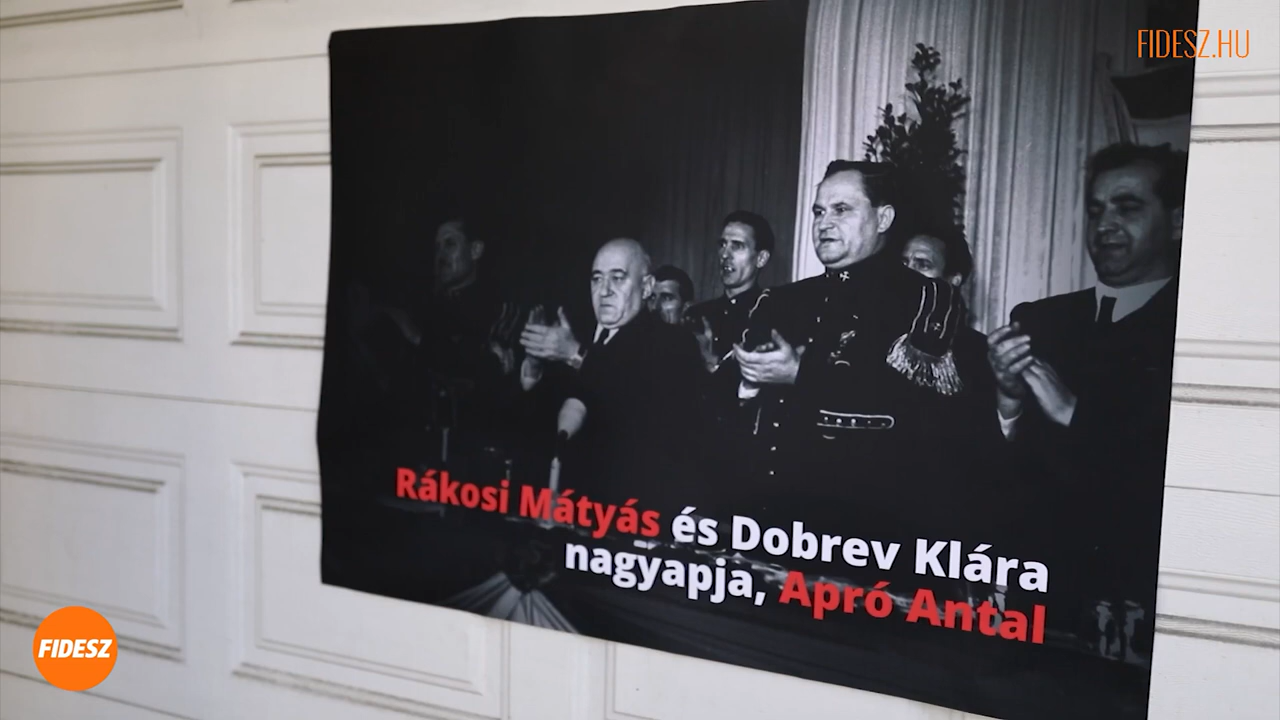 FIDESZ.HU
Rákosi Mátyás és Dobrev Klára
nagyapja, Apró Antal
FIDESZ